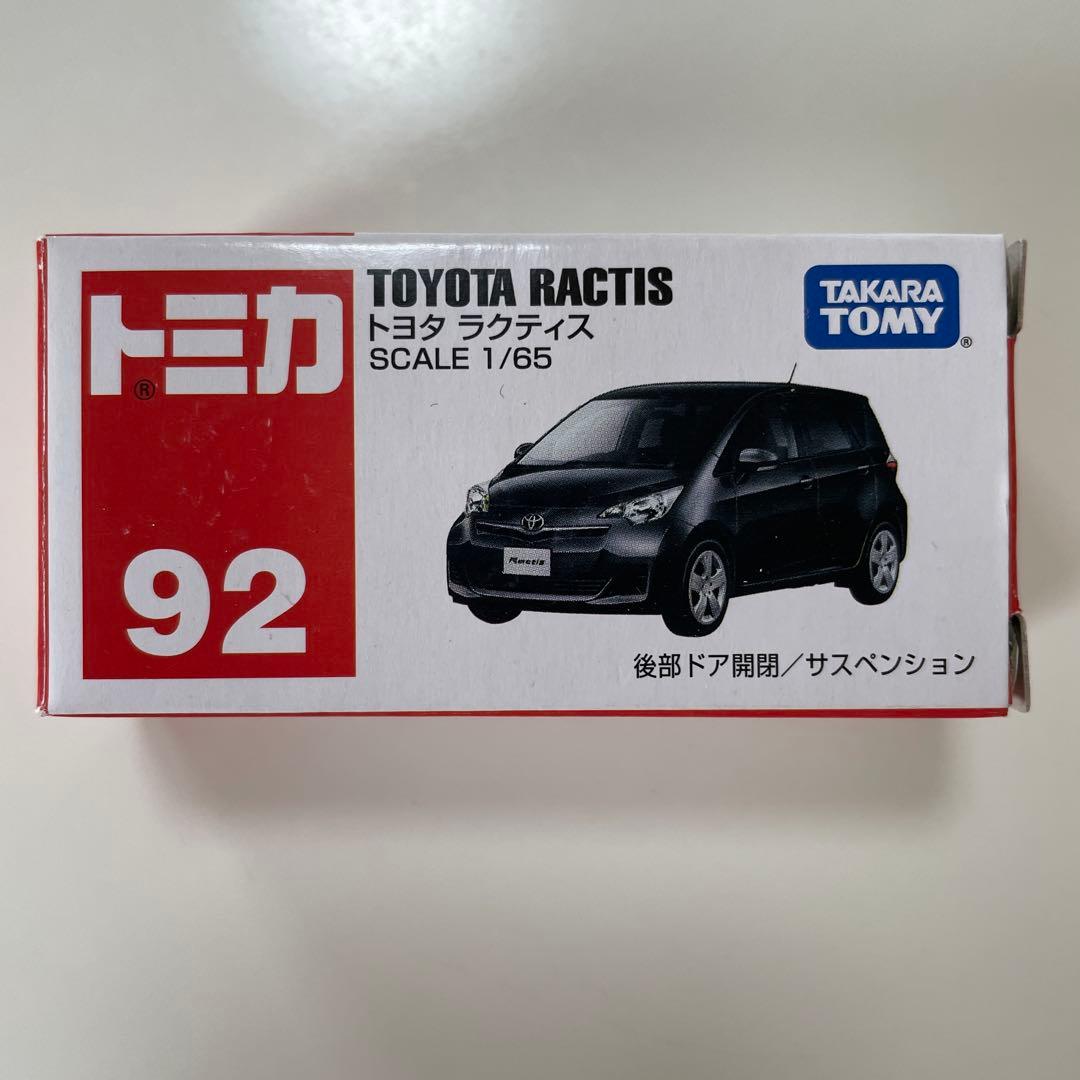 トミカ®
92
TOYOTA RACTIS
トヨタ ラクティス
SCALE 1/65
TAKARA
TOMY®
Ractis
後部ドア開閉/サスペンション